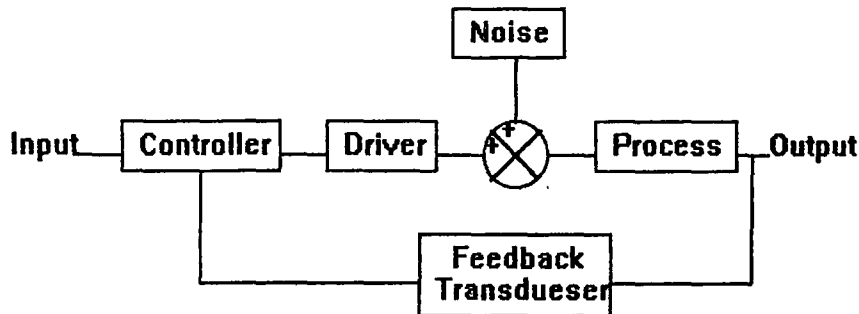 Noise
Input Controller Driver + + Process Output
Feedback
Transdueser